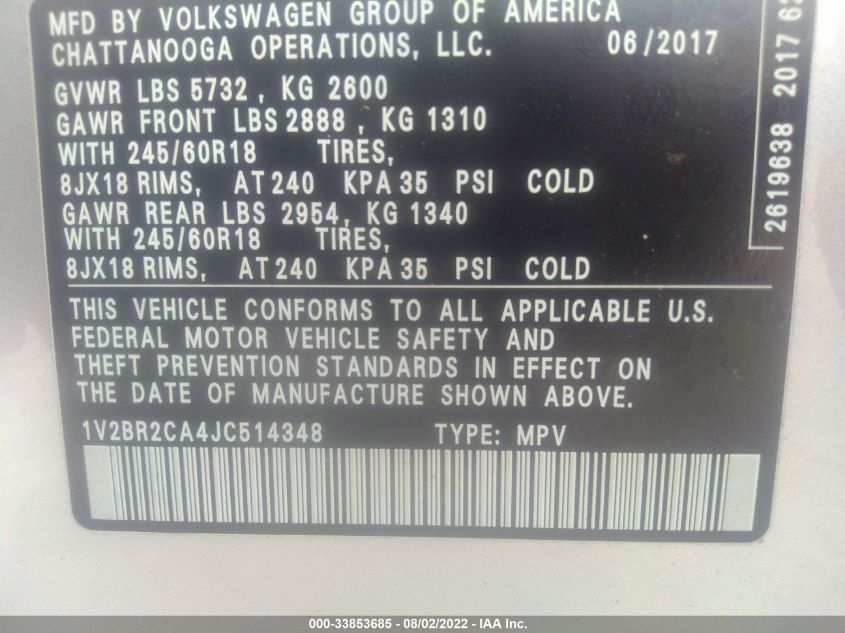 MFD BY VOLKSWAGEN GROUP OF AMERICA
CHATTANOOGA OPERATIONS, LLC. 06/2017
GVWR LBS 5732 , KG 2600
GAWR FRONT LBS 2888 , KG 1310
WITH 245/60R18 TIRES,
8JX18 RIMS, AT 240 KPA 35 PSI COLD
GAWR REAR LBS 2954, KG 1340
WITH 245/60R18 TIRES,
8JX18 RIMS, AT 240 KPA 35 PSI COLD
THIS VEHICLE CONFORMS TO ALL APPLICABLE U.S.
FEDERAL MOTOR VEHICLE SAFETY AND
THEFT PREVENTION STANDARDS IN EFFECT ON
THE DATE OF MANUFACTURE SHOWN ABOVE.
1V2BR2CA4JC514348 TYPE: MPV
2619638 2017
000-33853685 - 08/02/2022 - IAA Inc.